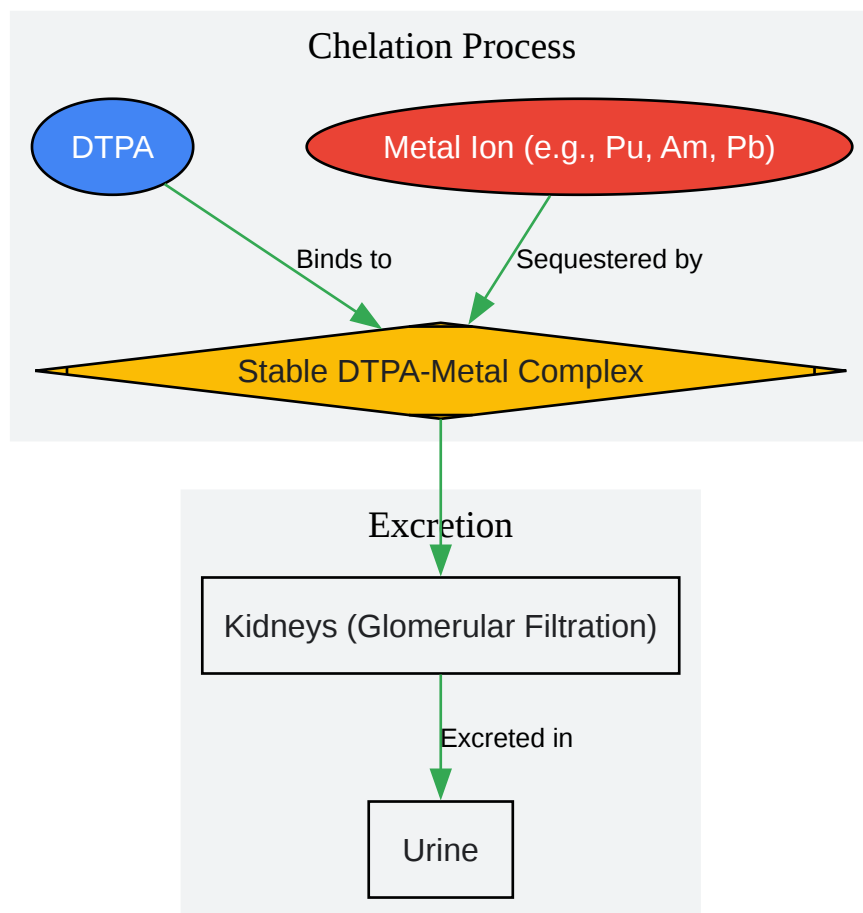 Chelation Process
DTPA
Metal Ion (e.g., Pu, Am, Pb)
Binds to
Sequestered by
Stable DTPA-Metal Complex
Excretion
Kidneys (Glomerular Filtration)
Excreted in
Urine